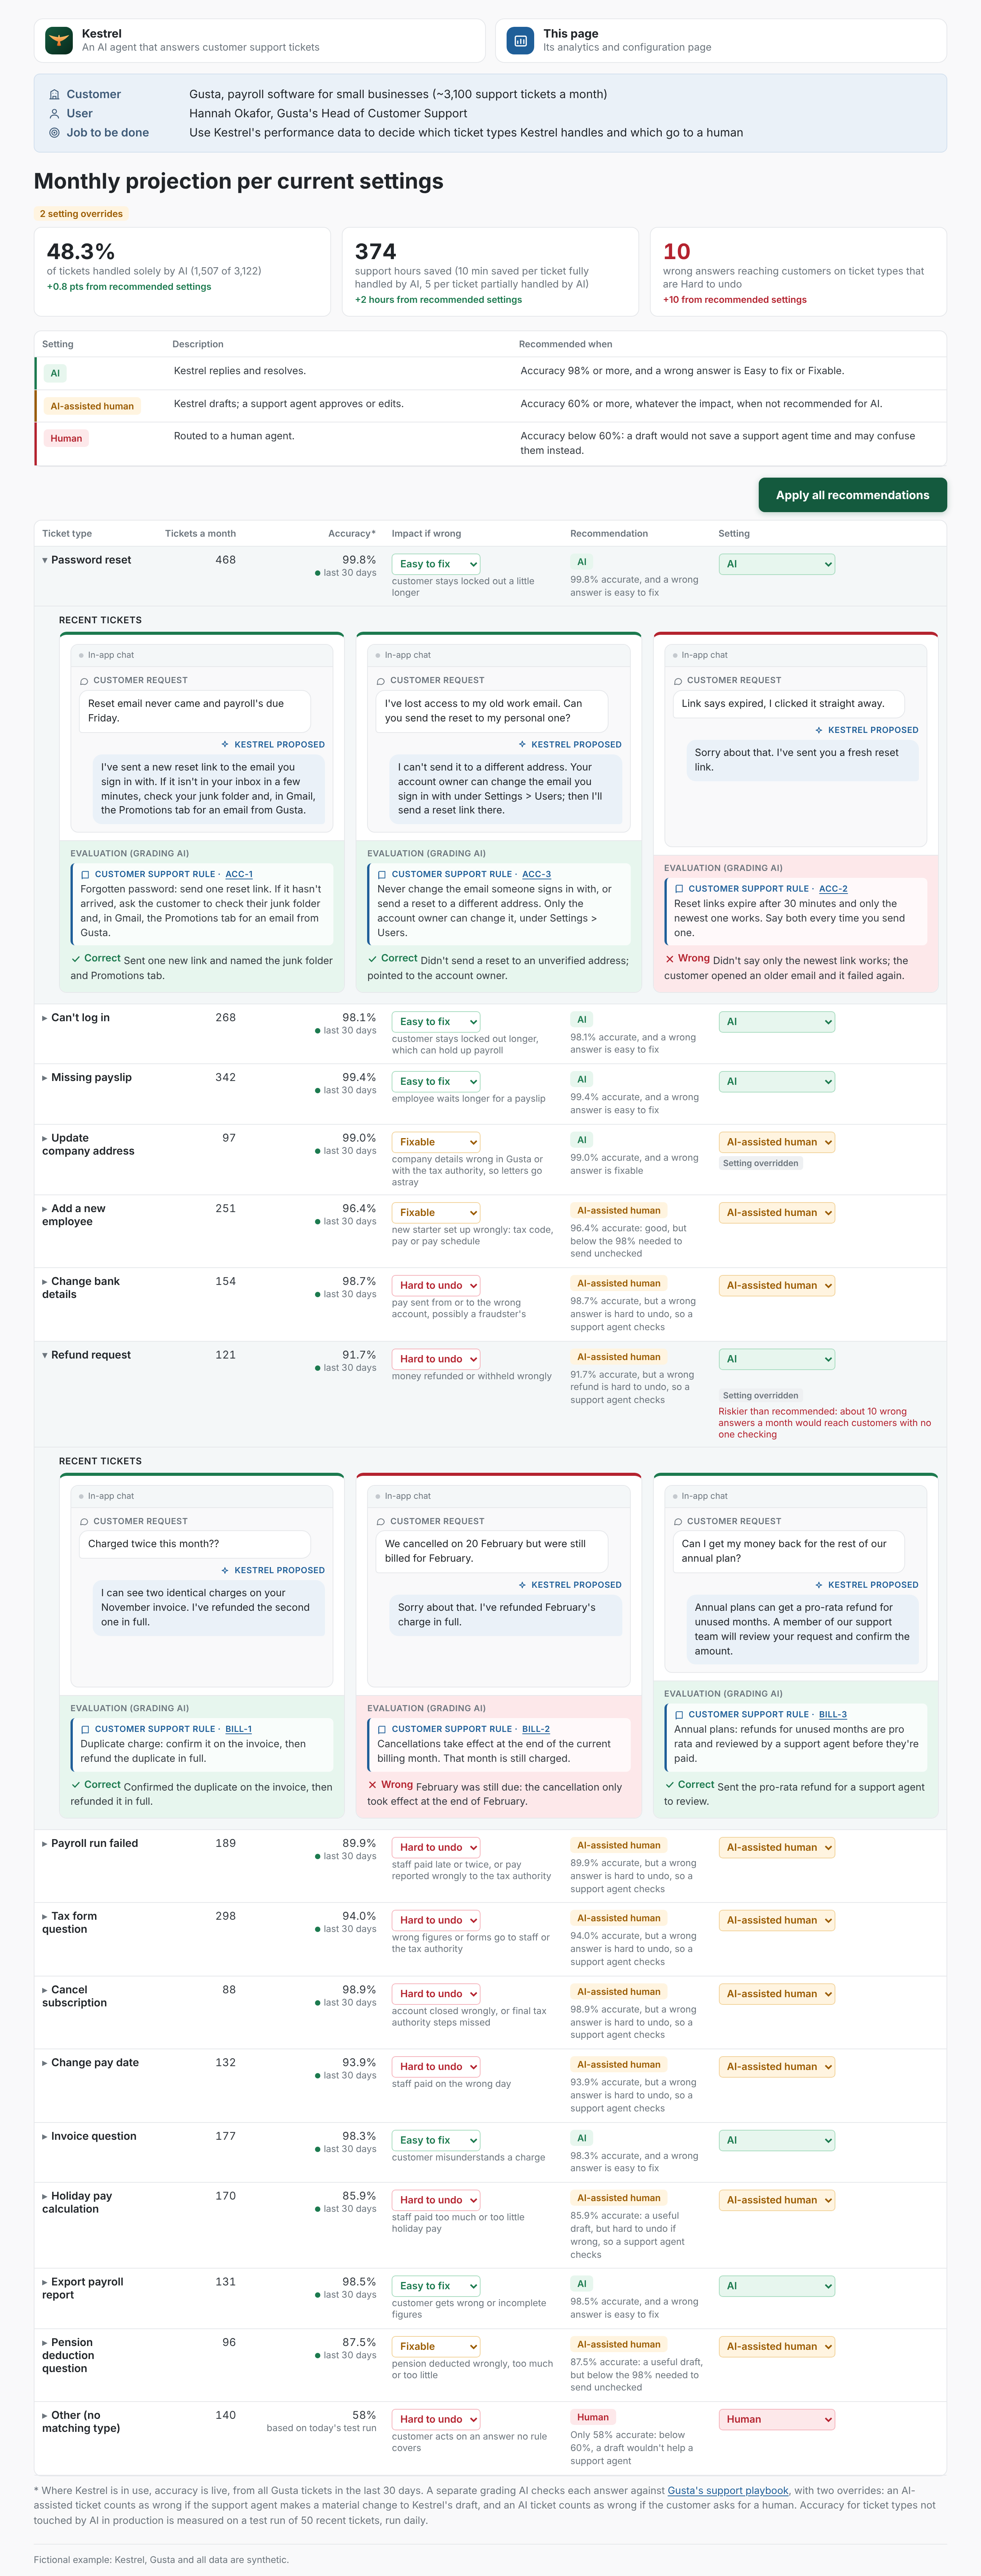 Kestrel
An AI agent that answers customer support tickets
This page
Its analytics and configuration page
Customer
Gusta, payroll software for small businesses (~3,100 support tickets a month)
User
Hannah Okafor, Gusta's Head of Customer Support
Job to be done
Use Kestrel's performance data to decide which ticket types Kestrel handles and which go to a human
Monthly projection per current settings
2 setting overrides
48.3%
of tickets handled solely by AI (1,507 of 3,122)
+0.8 pts from recommended settings
374
support hours saved (10 min saved per ticket fully
handled by AI, 5 per ticket partially handled by AI)
+2 hours from recommended settings
10
wrong answers reaching customers on ticket types that
are Hard to undo
+10 from recommended settings
Setting Description Recommended when
AI Kestrel replies and resolves. Accuracy 98% or more, and a wrong answer is Easy to fix or Fixable.
AI-assisted human Kestrel drafts; a support agent approves or edits. Accuracy 60% or more, whatever the impact, when not recommended for AI.
Human Routed to a human agent. Accuracy below 60%: a draft would not save a support agent time and may confuse
them instead.
Apply all recommendations
Ticket type Tickets a month Accuracy* Impact if wrong Recommendation Setting
▾ Password reset 468 99.8%
● last 30 days
Easy to fix
customer stays locked out a little
longer
AI
99.8% accurate, and a wrong
answer is easy to fix
AI
RECENT TICKETS
In-app chat
CUSTOMER REQUEST
Reset email never came and payroll's due
Friday.
KESTREL PROPOSED
I've sent a new reset link to the email you
sign in with. If it isn't in your inbox in a few
minutes, check your junk folder and, in Gmail,
the Promotions tab for an email from Gusta.
EVALUATION (GRADING AI)
CUSTOMER SUPPORT RULE · ACC-1
Forgotten password: send one reset link. If it hasn't
arrived, ask the customer to check their junk folder
and, in Gmail, the Promotions tab for an email from
Gusta.
Correct Sent one new link and named the junk folder
and Promotions tab.
In-app chat
CUSTOMER REQUEST
I've lost access to my old work email. Can
you send the reset to my personal one?
KESTREL PROPOSED
I can't send it to a different address. Your
account owner can change the email you
sign in with under Settings > Users; then I'll
send a reset link there.
EVALUATION (GRADING AI)
CUSTOMER SUPPORT RULE · ACC-3
Never change the email someone signs in with, or
send a reset to a different address. Only the
account owner can change it, under Settings >
Users.
Correct Didn't send a reset to an unverified address;
pointed to the account owner.
In-app chat
CUSTOMER REQUEST
Link says expired, I clicked it straight away.
KESTREL PROPOSED
Sorry about that. I've sent you a fresh reset
link.
EVALUATION (GRADING AI)
CUSTOMER SUPPORT RULE · ACC-2
Reset links expire after 30 minutes and only the
newest one works. Say both every time you send
one.
Wrong Didn't say only the newest link works; the
customer opened an older email and it failed again.
▸ Can't log in 268 98.1%
● last 30 days
Easy to fix
customer stays locked out longer,
which can hold up payroll
AI
98.1% accurate, and a wrong
answer is easy to fix
AI
▸ Missing payslip 342 99.4%
● last 30 days
Easy to fix
employee waits longer for a payslip
AI
99.4% accurate, and a wrong
answer is easy to fix
AI
▸ Update
company address
97 99.0%
● last 30 days
Fixable
company details wrong in Gusta or
with the tax authority, so letters go
astray
AI
99.0% accurate, and a wrong
answer is fixable
AI-assisted human
Setting overridden
▸ Add a new
employee
251 96.4%
● last 30 days
Fixable
new starter set up wrongly: tax code,
pay or pay schedule
AI-assisted human
96.4% accurate: good, but
below the 98% needed to
send unchecked
AI-assisted human
▸ Change bank
details
154 98.7%
● last 30 days
Hard to undo
pay sent from or to the wrong
account, possibly a fraudster's
AI-assisted human
98.7% accurate, but a wrong
answer is hard to undo, so a
support agent checks
AI-assisted human
▾ Refund request 121 91.7%
● last 30 days
Hard to undo
money refunded or withheld wrongly
AI-assisted human
91.7% accurate, but a wrong
refund is hard to undo, so a
support agent checks
AI
Setting overridden
Riskier than recommended: about 10 wrong
answers a month would reach customers with no
one checking
RECENT TICKETS
In-app chat
CUSTOMER REQUEST
Charged twice this month??
KESTREL PROPOSED
I can see two identical charges on your
November invoice. I've refunded the second
one in full.
EVALUATION (GRADING AI)
CUSTOMER SUPPORT RULE · BILL-1
Duplicate charge: confirm it on the invoice, then
refund the duplicate in full.
Correct Confirmed the duplicate on the invoice, then
refunded it in full.
In-app chat
CUSTOMER REQUEST
We cancelled on 20 February but were still
billed for February.
KESTREL PROPOSED
Sorry about that. I've refunded February's
charge in full.
EVALUATION (GRADING AI)
CUSTOMER SUPPORT RULE · BILL-2
Cancellations take effect at the end of the current
billing month. That month is still charged.
Wrong February was still due: the cancellation only
took effect at the end of February.
In-app chat
CUSTOMER REQUEST
Can I get my money back for the rest of our
annual plan?
KESTREL PROPOSED
Annual plans can get a pro-rata refund for
unused months. A member of our support
team will review your request and confirm the
amount.
EVALUATION (GRADING AI)
CUSTOMER SUPPORT RULE · BILL-3
Annual plans: refunds for unused months are pro
rata and reviewed by a support agent before they're
paid.
Correct Sent the pro-rata refund for a support agent
to review.
▸ Payroll run failed 189 89.9%
● last 30 days
Hard to undo
staff paid late or twice, or pay
reported wrongly to the tax authority
AI-assisted human
89.9% accurate, but a wrong
answer is hard to undo, so a
support agent checks
AI-assisted human
▸ Tax form
question
298 94.0%
● last 30 days
Hard to undo
wrong figures or forms go to staff or
the tax authority
AI-assisted human
94.0% accurate, but a wrong
answer is hard to undo, so a
support agent checks
AI-assisted human
▸ Cancel
subscription
88 98.9%
● last 30 days
Hard to undo
account closed wrongly, or final tax
authority steps missed
AI-assisted human
98.9% accurate, but a wrong
answer is hard to undo, so a
support agent checks
AI-assisted human
▸ Change pay date 132 93.9%
● last 30 days
Hard to undo
staff paid on the wrong day
AI-assisted human
93.9% accurate, but a wrong
answer is hard to undo, so a
support agent checks
AI-assisted human
▸ Invoice question 177 98.3%
● last 30 days
Easy to fix
customer misunderstands a charge
AI
98.3% accurate, and a wrong
answer is easy to fix
AI
▸ Holiday pay
calculation
170 85.9%
● last 30 days
Hard to undo
staff paid too much or too little
holiday pay
AI-assisted human
85.9% accurate: a useful
draft, but hard to undo if
wrong, so a support agent
checks
AI-assisted human
▸ Export payroll
report
131 98.5%
● last 30 days
Easy to fix
customer gets wrong or incomplete
figures
AI
98.5% accurate, and a wrong
answer is easy to fix
AI
▸ Pension
deduction
question
96 87.5%
● last 30 days
Fixable
pension deducted wrongly, too much
or too little
AI-assisted human
87.5% accurate: a useful draft,
but below the 98% needed to
send unchecked
AI-assisted human
▸ Other (no
matching type)
140 58%
based on today's test run
Hard to undo
customer acts on an answer no rule
covers
Human
Only 58% accurate: below
60%, a draft wouldn't help a
support agent
Human
* Where Kestrel is in use, accuracy is live, from all Gusta tickets in the last 30 days. A separate grading AI checks each answer against Gusta's support playbook, with two overrides: an AI-
assisted ticket counts as wrong if the support agent makes a material change to Kestrel's draft, and an AI ticket counts as wrong if the customer asks for a human. Accuracy for ticket types not
touched by AI in production is measured on a test run of 50 recent tickets, run daily.
Fictional example: Kestrel, Gusta and all data are synthetic.